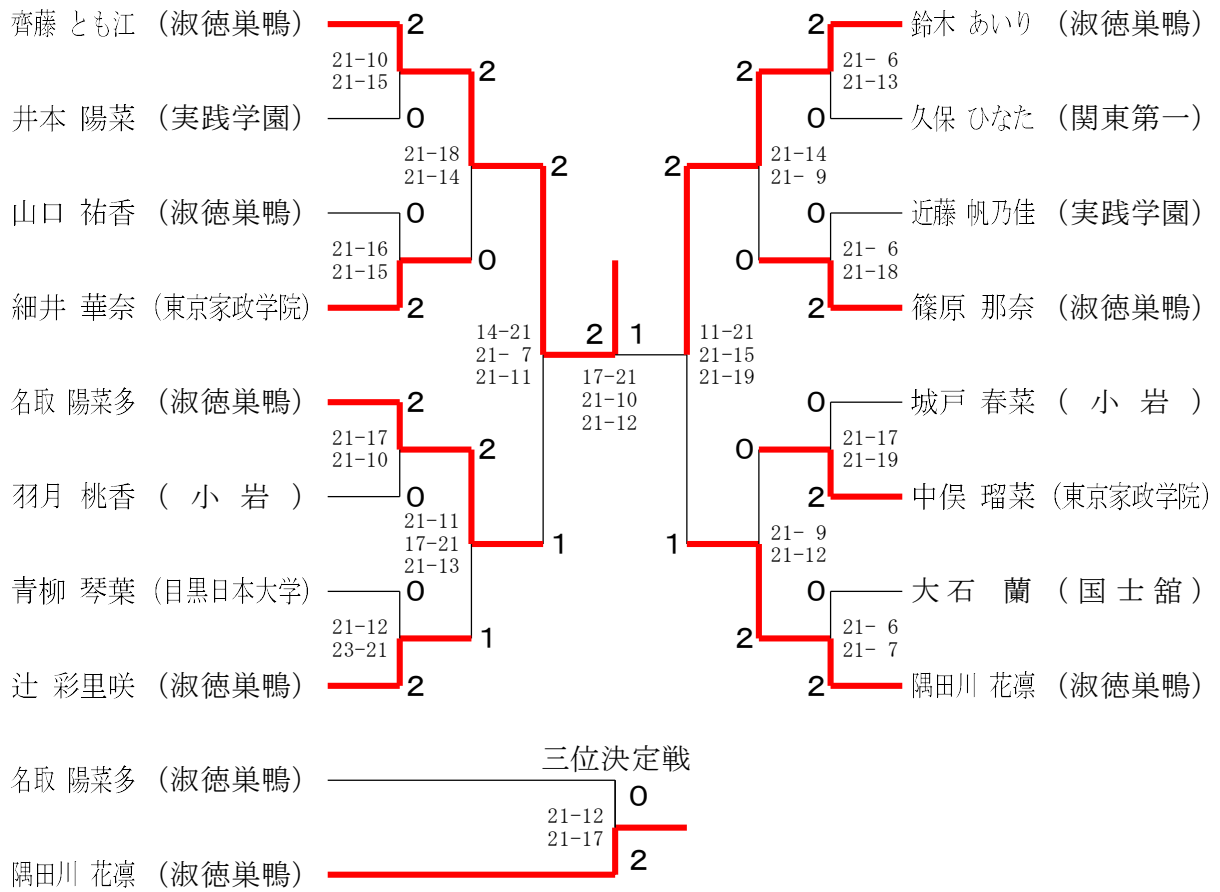 齊藤 とも江 (淑徳巣鴨) 2 2 鈴木 あいり (淑徳巣鴨)
21-10 21- 6
21-15 2 2 21-13
井本 陽菜 (実践学園) 0 0 久保 ひなた (関東第一)
21-18 21-14
21-14 2 2 21- 9
山口 祐香 (淑徳巣鴨) 0 0 近藤 帆乃佳 (実践学園)
21-16 21- 6
21-15 0 0 21-18
細井 華奈 (東京家政学院) 2 2 篠原 那奈 (淑徳巣鴨)
14-21 2 1 11-21
21- 7 21-15
21-11 17-21 21-19
21-10
21-12
名取 陽菜多 (淑徳巣鴨) 2 0 城戸 春菜 (小岩)
21-17 21-17
21-10 2 0 21-19
羽月 桃香 (小岩) 0 2 中俣 瑠菜 (東京家政学院)
21-11 21- 9
17-21 1 1 21-12
21-13
青柳 琴葉 (目黒日本大学) 0 0 大石 蘭 (国士舘)
21-12 21- 6
23-21 1 2 21- 7
辻 彩里咲 (淑徳巣鴨) 2 2 隅田川 花凛 (淑徳巣鴨)
三位決定戦
名取 陽菜多 (淑徳巣鴨) 0
21-12
21-17
隅田川 花凛 (淑徳巣鴨) 2